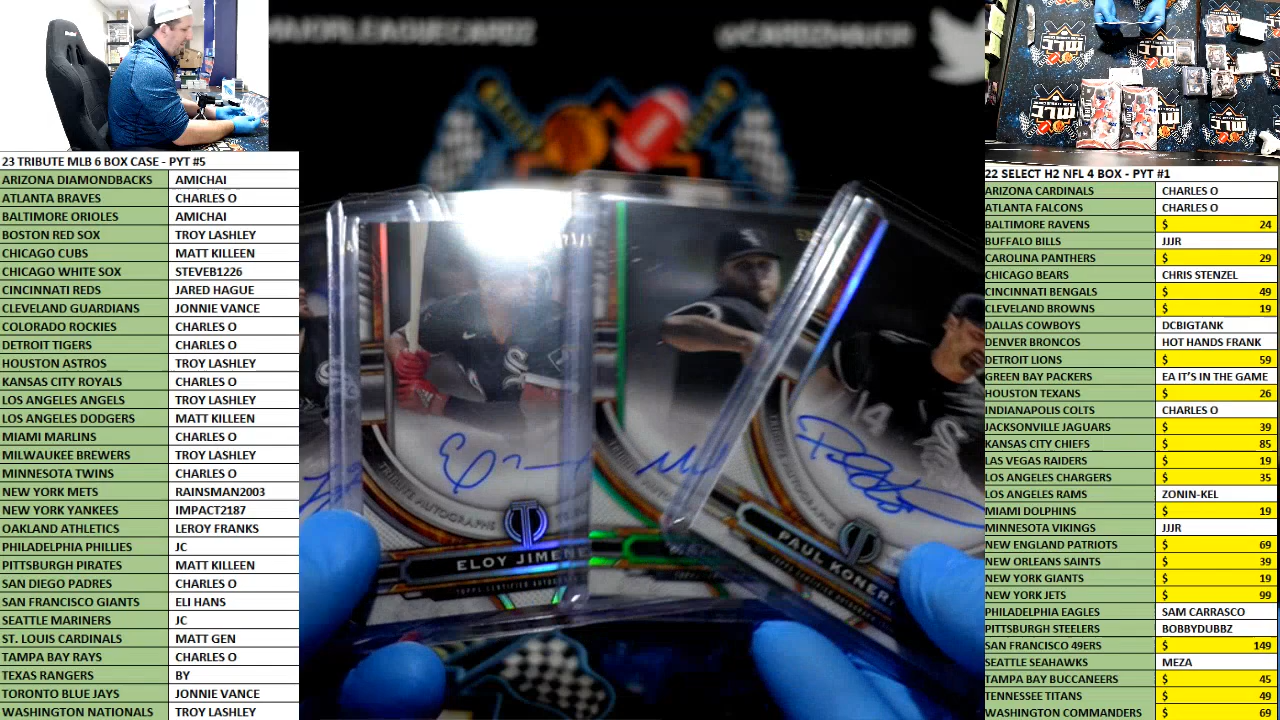 23 TRIBUTE MLB 6 BOX CASE - PYT #5
ARIZONA DIAMONDBACKS AMICHAI
ATLANTA BRAVES CHARLES O
BALTIMORE ORIOLES AMICHAI
BOSTON RED SOX TROY LASHLEY
CHICAGO CUBS MATT KILLEEN
CHICAGO WHITE SOX STEVEB1226
CINCINATI REDS JARED HAGUE
CLEVELAND GUARDIANS JONNIE VANCE
COLORADO ROCKIES CHARLES O
DETROIT TIGERS CHARLES O
HOUSTON ASTROS TROY LASHLEY
KANSAS CITY ROYALS CHARLES O
LOS ANGELES ANGELS TROY LASHLEY
LOS ANGELES DODGERS MATT KILLEEN
MIAMI MARLINS CHARLES O
MILWAUKEE BREWERS TROY LASHLEY
MINNESOTA TWINS CHARLES O
NEW YORK METS RAINSMAN2003
NEW YORK YANKEES IMPACT2187
OAKLAND ATHLETICS LEROY FRANKS
PHILADELPHIA PHILLIES JC
PITTSBURGH PIRATES MATT KILLEEN
SAN DIEGO PADRES CHARLES O
SAN FRANCISCO GIANTS ELI HANS
SEATTLE MARINERS JC
ST. LOUIS CARDINALS MATT GEN
TAMPA BAY RAYS CHARLES O
TEXAS RANGERS BY
TORONTO BLUE JAYS JONNIE VANCE
WASHINGTON NATIONALS TROY LASHLEY
TRIBUTE AUTOGRAPHS
ELOY JIMENE
TOPPS CERTIFIED AUTOGR
14
PAUL KONER
22 SELECT H2 NFL 4 BOX - PYT #1
ARIZONA CARDINALS CHARLES O
ATLANTA FALCONS CHARLES O
BALTIMORE RAVENS $ 24
BUFFALO BILLS JJJR
CAROLINA PANTHERS $ 29
CHICAGO BEARS CHRIS STENZEL
CINCINNATI BENGALS $ 49
CLEVELAND BROWNS $ 19
DALLAS COWBOYS DCBIGTANK
DENVER BRONCOS HOT HANDS FRANK
DETROIT LIONS $ 59
GREEN BAY PACKERS EA IT'S IN THE GAME
HOUSTON TEXANS $ 26
INDIANAPOLIS COLTS CHARLES O
JACKSONVILLE JAGUARS $ 39
KANSAS CITY CHIEFS $ 85
LAS VEGAS RAIDERS $ 19
LOS ANGELES CHARGERS $ 35
LOS ANGELES RAMS ZONIN-KEL
MIAMI DOLPHINS $ 19
MINNESOTA VIKINGS JJJR
NEW ENGLAND PATRIOTS $ 69
NEW ORLEANS SAINTS $ 39
NEW YORK GIANTS $ 19
NEW YORK JETS $ 99
PHILADELPHIA EAGLES SAM CARRASCO
PITTSBURGH STEELERS BOBBYDUBBZ
SAN FRANCISCO 49ERS $ 149
SEATTLE SEAHAWKS MEZA
TAMPA BAY BUCCANEERS $ 45
TENNESSEE TITANS $ 49
WASHINGTON COMMANDERS $ 69